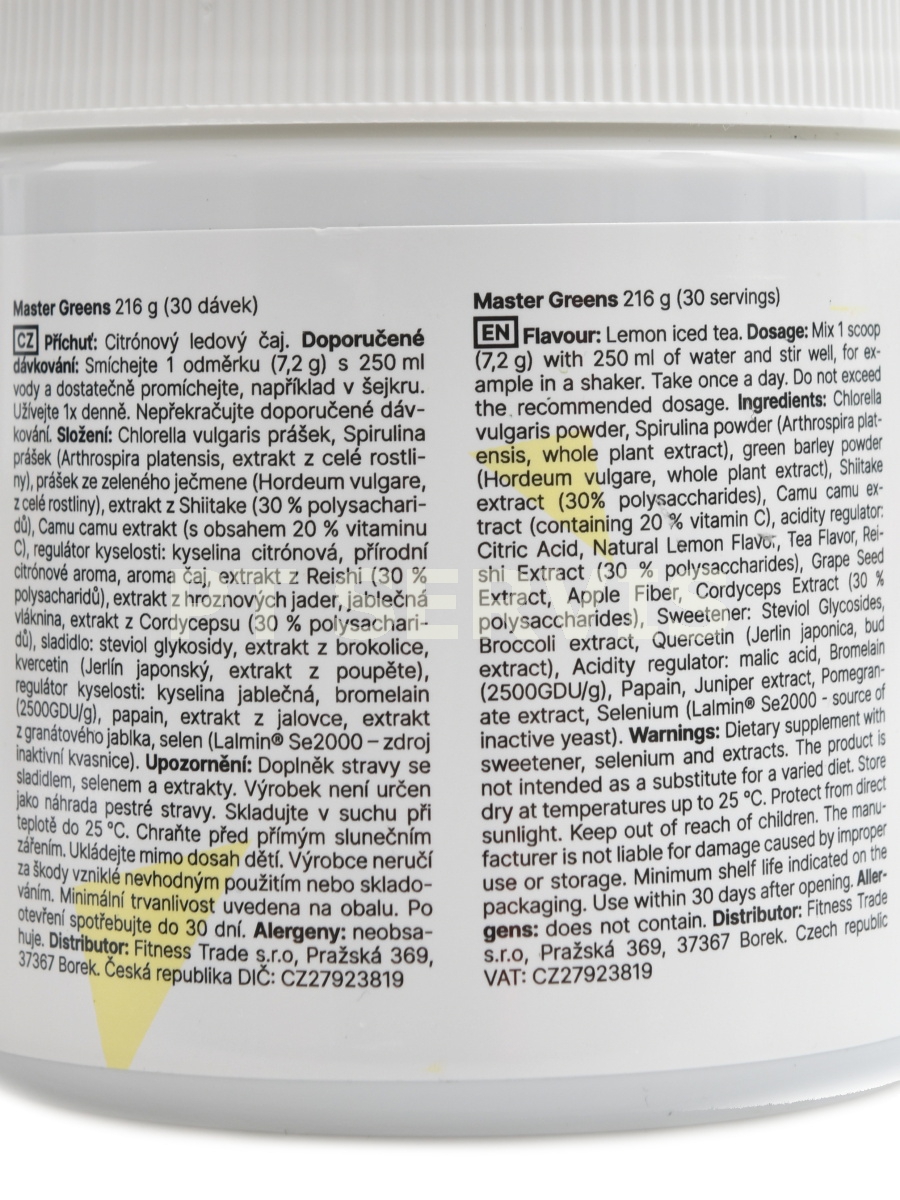 Master Greens 216 g (30 dávek)
CZ Příchuť: Citrónový ledový čaj. Doporučené
dávkování: Smíchejte 1 odměrku (7,2 g) s 250 ml
vody a dostatečně promíchejte, například v šejkru.
Užívejte 1x denně. Nepřekračujte doporučené dáv-
kování. Složení: Chlorella vulgaris prášek, Spirulina
prášek (Arthrospira platensis, extrakt z celé rostli-
ny), prášek ze zeleného ječmene (Hordeum vulgare,
z celé rostliny), extrakt z Shiitake (30 % polysachari-
dů), Camu camu extrakt (s obsahem 20 % vitaminu
C), regulátor kyselosti: kyselina citrónová, přírodní
citrónové aroma, aroma čaj, extrakt z Reishi (30 %
polysacharidů), extrakt z hroznových jader, jablečná
vláknina, extrakt z Cordycepsu (30 % polysachari-
dů), sladidlo: steviol glykosidy, extrakt z brokolice,
kvercetin (Jerlín japonský, extrakt z poupěte),
regulátor kyselosti: kyselina jablečná, bromelain
(2500GDU/g), papain, extrakt z jalovce, extrakt
z granátového jablka, selen (Lalmin® Se2000 – zdroj
inaktivní kvasnice). Upozornění: Doplněk stravy se
sladidlem, selenem a extrakty. Výrobek není určen
jako náhrada pestré stravy. Skladujte v suchu při
teplotě do 25 °C. Chraňte před přímým slunečním
zářením. Ukládejte mimo dosah dětí. Výrobce neručí
za škody vzniklé nevhodným použitím nebo sklado-
váním. Minimální trvanlivost uvedena na obalu. Po
otevření spotřebujte do 30 dní. Alergeny: neobsa-
huje. Distributor: Fitness Trade s.r.o, Pražská 369,
37367 Borek. Česká republika DIČ: CZ27923819
Master Greens 216 g (30 servings)
EN Flavour: Lemon iced tea. Dosage: Mix 1 scoop
(7,2 g) with 250 ml of water and stir well, for ex-
ample in a shaker. Take once a day. Do not exceed
the recommended dosage. Ingredients: Chlorella
vulgaris powder, Spirulina powder (Arthrospira plat-
ensis, whole plant extract), green barley powder
(Hordeum vulgare, whole plant extract), Shiitake
extract (30% polysaccharides), Camu camu ex-
tract (containing 20 % vitamin C), acidity regulator:
Citric Acid, Natural Lemon Flavor, Tea Flavor, Rei-
shi Extract (30 % polysaccharides), Grape Seed
Extract, Apple Fiber, Cordyceps Extract (30 %
polysaccharides), Sweetener: Steviol Glycosides,
Broccoli extract, Quercetin (Jerlin japonica, bud
extract), Acidity regulator: malic acid, Bromelain
(2500GDU/g), Papain, Juniper extract, Pomegran-
ate extract, Selenium (Lalmin® Se2000 - source of
inactive yeast). Warnings: Dietary supplement with
sweetener, selenium and extracts. The product is
not intended as a substitute for a varied diet. Store
dry at temperatures up to 25 °C. Protect from direct
sunlight. Keep out of reach of children. The manu-
facturer is not liable for damage caused by improper
use or storage. Minimum shelf life indicated on the
packaging. Use within 30 days after opening. Aller-
gens: does not contain. Distributor: Fitness Trade
s.r.o, Pražská 369, 37367 Borek. Czech republic
VAT: CZ27923819